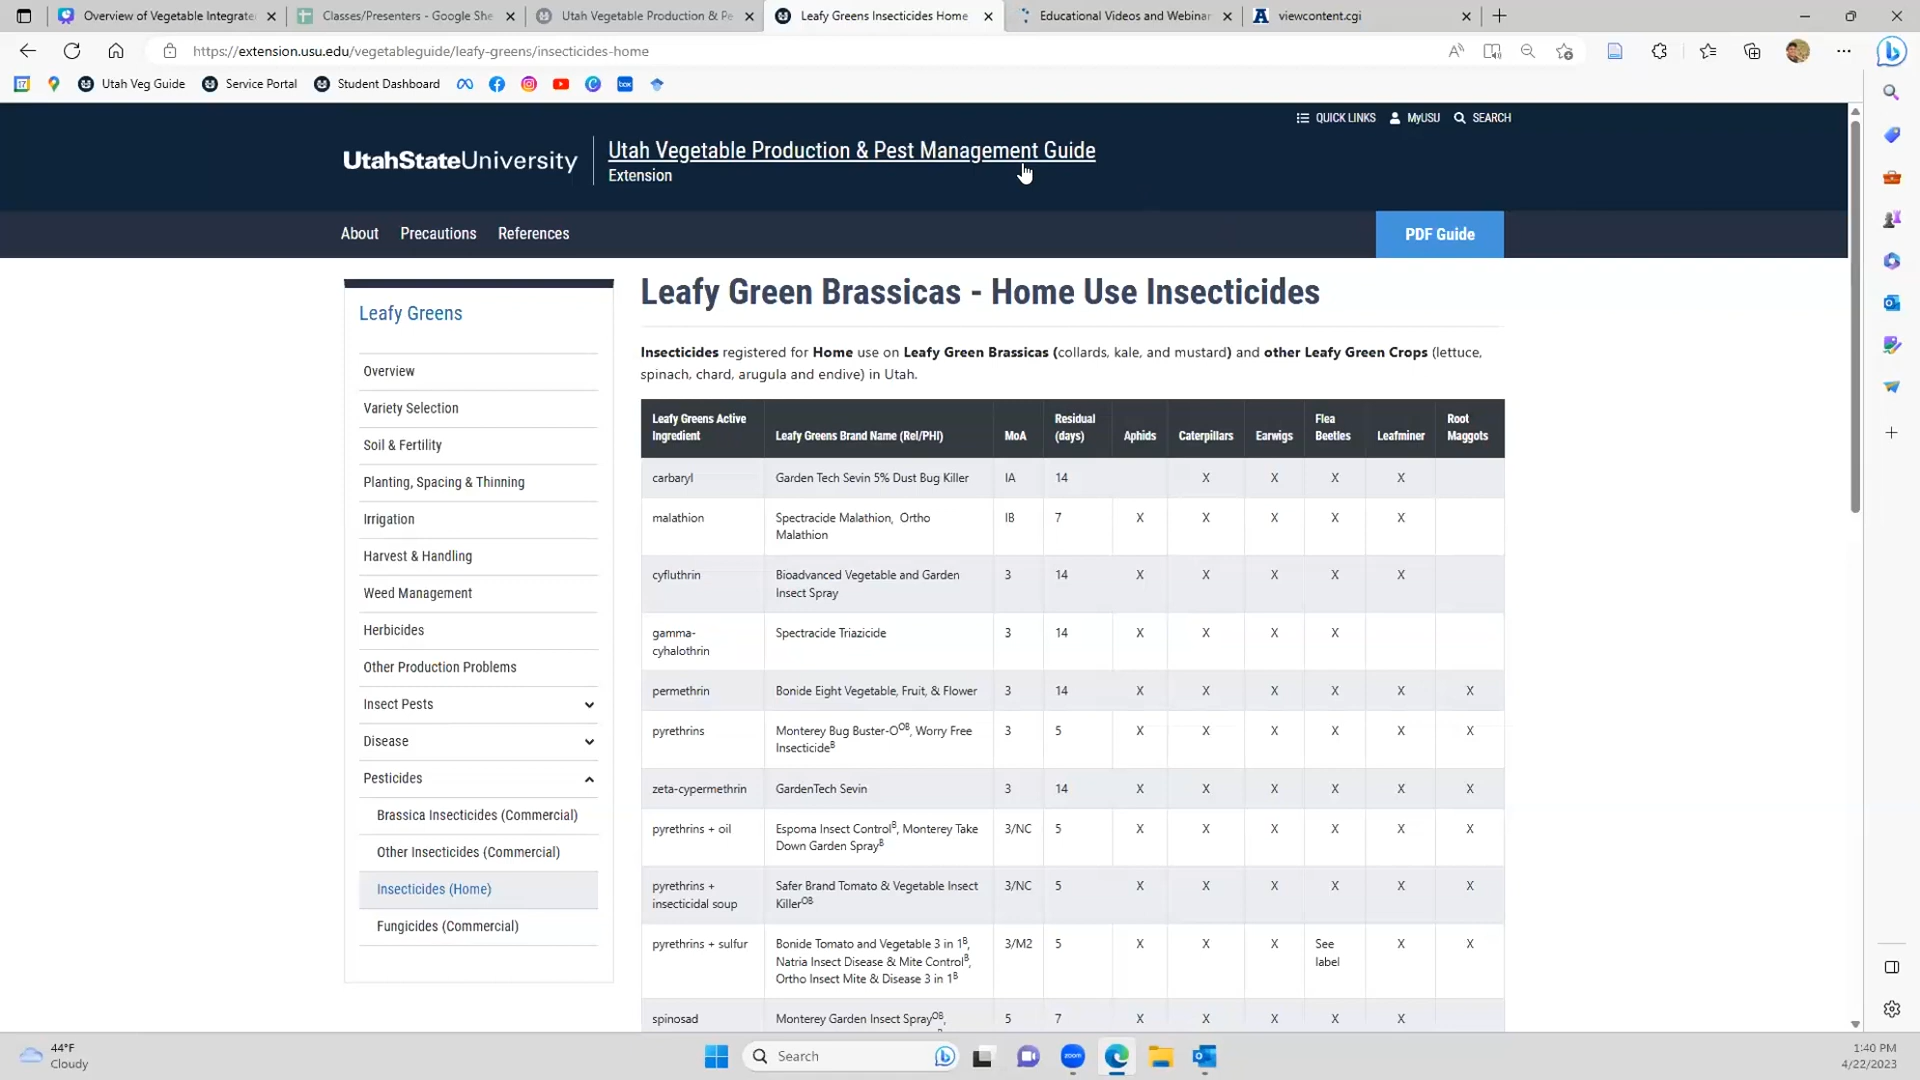 Overview of Vegetable Integrate
Classes/Presenters - Google She
Utah Vegetable Production & Pe
Leafy Greens Insecticides Home
Educational Videos and Webinar
viewcontent.cgi
https://extension.usu.edu/vegetableguide/leafy-greens/insecticides-home
Utah Veg Guide
Service Portal
Student Dashboard
QUICK LINKS
MyUSU
SEARCH
UtahStateUniversity
Utah Vegetable Production & Pest Management Guide
Extension
About
Precautions
References
PDF Guide
Leafy Greens
Overview
Variety Selection
Soil & Fertility
Planting, Spacing & Thinning
Irrigation
Harvest & Handling
Weed Management
Herbicides
Other Production Problems
Insect Pests
Disease
Pesticides
Brassica Insecticides (Commercial)
Other Insecticides (Commercial)
Insecticides (Home)
Fungicides (Commercial)
Leafy Green Brassicas - Home Use Insecticides
Insecticides registered for Home use on Leafy Green Brassicas (collards, kale, and mustard) and other Leafy Green Crops (lettuce,
spinach, chard, arugula and endive) in Utah.
Leafy Greens Active Ingredient | Leafy Greens Brand Name (Rel/PHI) | MoA | Residual (days) | Aphids | Caterpillars | Earwigs | Flea Beetles | Leafminer | Root Maggots
carbaryl Garden Tech Sevin 5% Dust Bug Killer IA 14 X X X X
malathion Spectracide Malathion, Ortho IB 7 X X X X X
Malathion
cyfluthrin Bioadvanced Vegetable and Garden 3 14 X X X X X
Insect Spray
gamma- Spectracide Triazicide 3 14 X X X X
cyhalothrin
permethrin Bonide Eight Vegetable, Fruit, & Flower 3 14 X X X X X X
pyrethrins Monterey Bug Buster-O^OB, Worry Free 3 5 X X X X X X
Insecticide^B
zeta-cypermethrin GardenTech Sevin 3 14 X X X X X X
pyrethrins + oil Espoma Insect Control^B, Monterey Take 3/NC 5 X X X X X X
Down Garden Spray^B
pyrethrins + Safer Brand Tomato & Vegetable Insect 3/NC 5 X X X X X X
insecticidal soup Killer^OB
pyrethrins + sulfur Bonide Tomato and Vegetable 3 in 1^B, 3/M2 5 X X X See X X
Natria Insect Disease & Mite Control^B, label
Ortho Insect Mite & Disease 3 in 1^B
spinosad Monterey Garden Insect Spray^OB, 5 7 X X X X X
44°F
Cloudy
Search
zoom
1:40 PM
4/22/2023